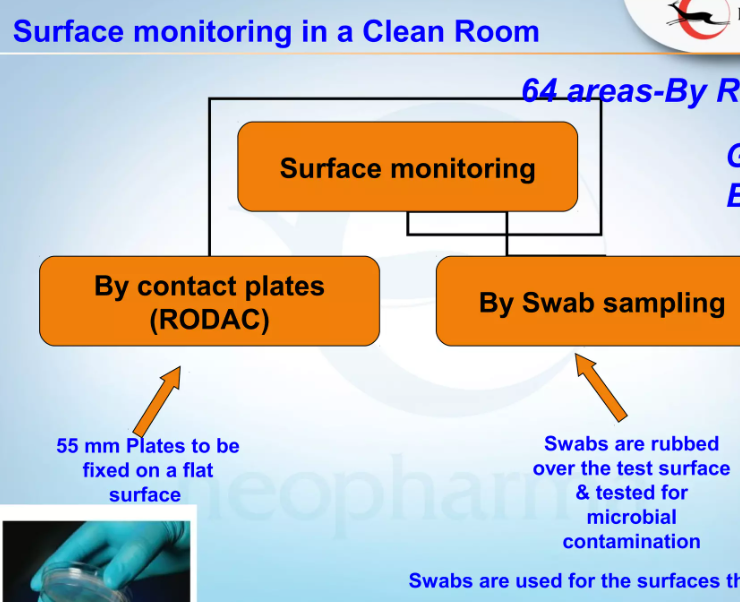 Surface monitoring in a Clean Room
64 areas-By R
Surface monitoring
By contact plates
(RODAC)
By Swab sampling
55 mm Plates to be
fixed on a flat
surface
Swabs are rubbed
over the test surface
& tested for
microbial
contamination
neopharm
Swabs are used for the surfaces th